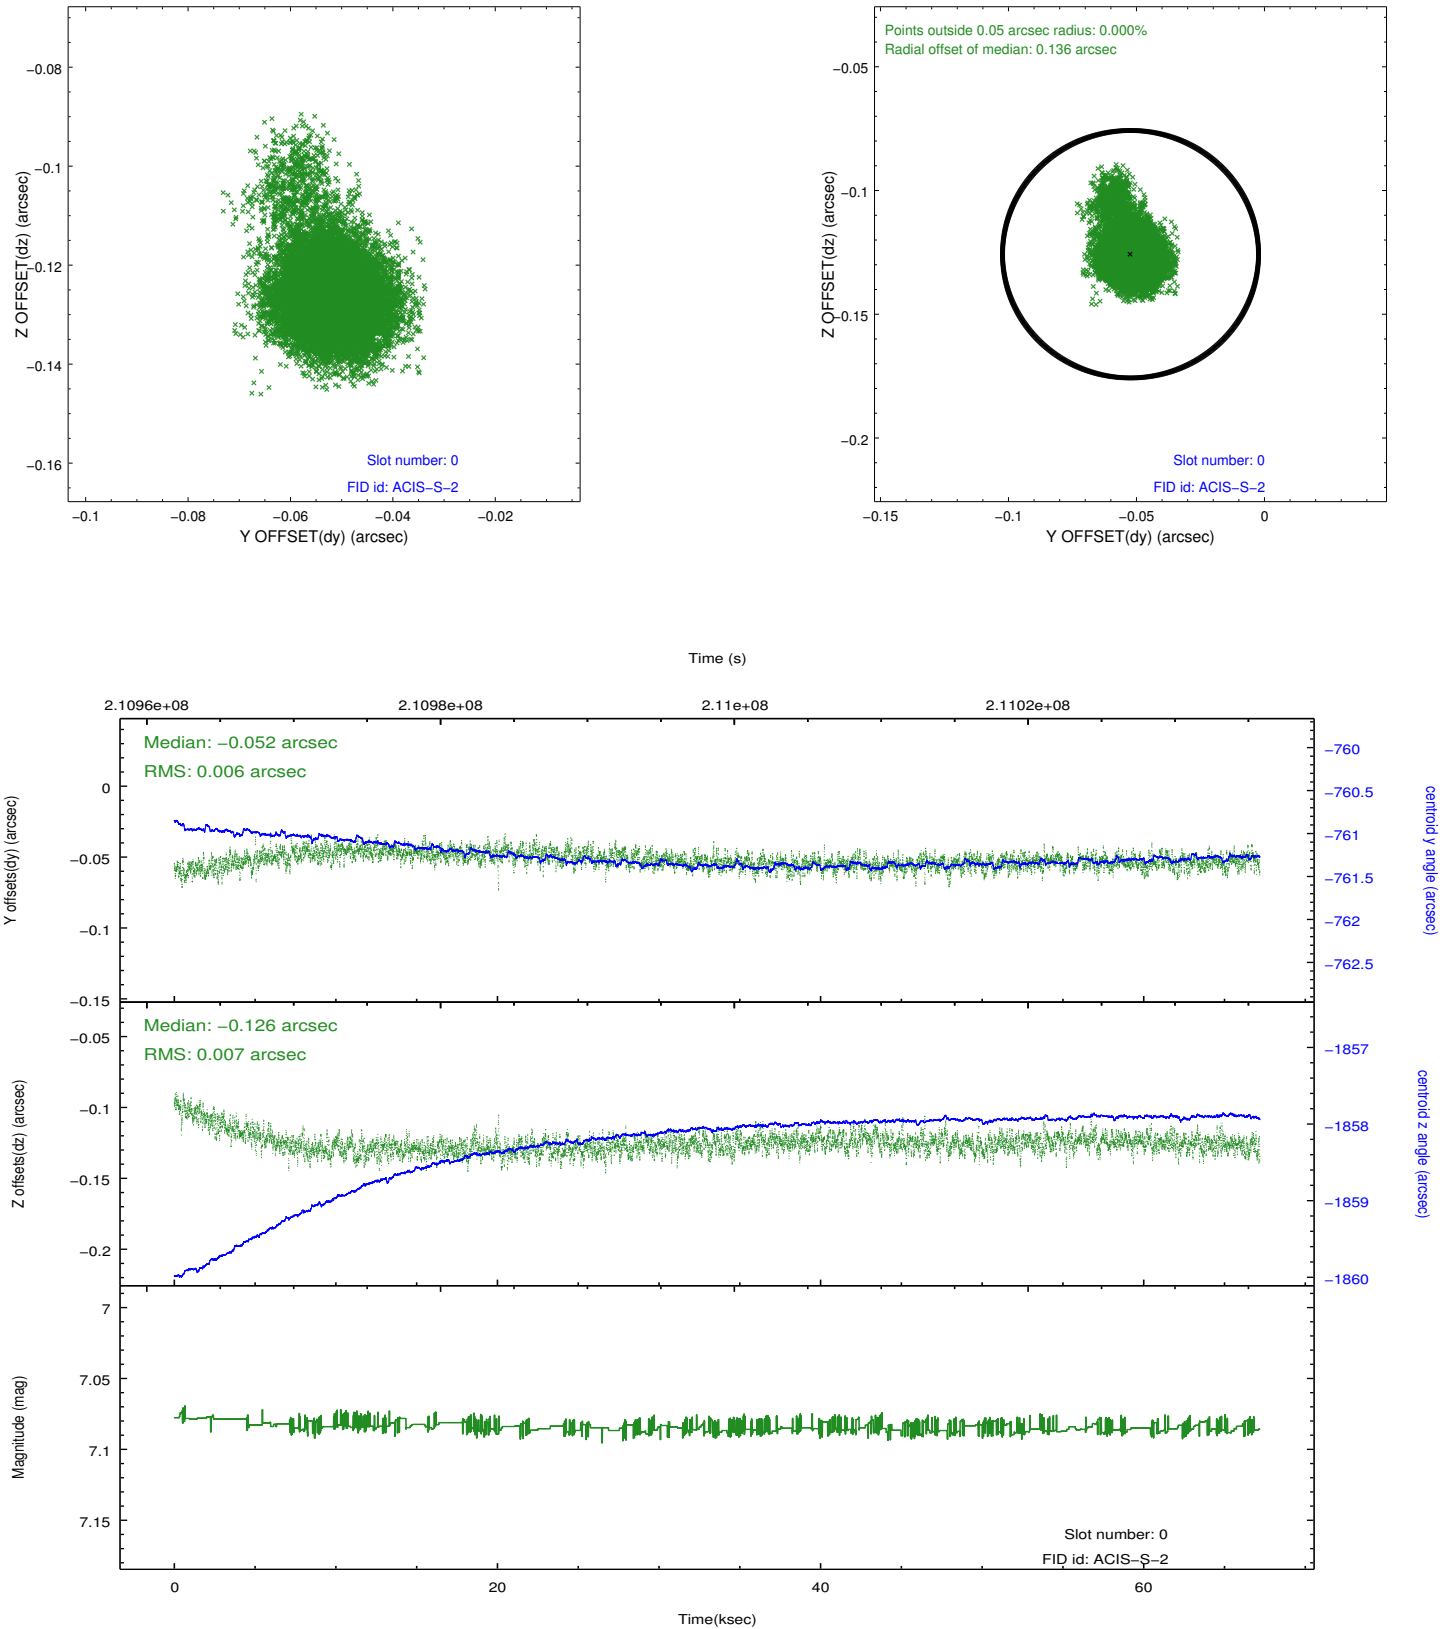 −0.08
−0.1
−0.12
−0.14
−0.16
Z OFFSET(dz) (arcsec)
Slot number: 0
FID id: ACIS−S−2
−0.1
−0.08
−0.06
−0.04
−0.02
Y OFFSET(dy) (arcsec)
Points outside 0.05 arcsec radius: 0.000%
Radial offset of median: 0.136 arcsec
−0.05
−0.1
−0.15
−0.2
Z OFFSET(dz) (arcsec)
Slot number: 0
FID id: ACIS−S−2
−0.15
−0.1
−0.05
0
Y OFFSET(dy) (arcsec)
Time (s)
2.1096e+08
2.1098e+08
2.11e+08
2.1102e+08
Median: −0.052 arcsec
RMS: 0.006 arcsec
0
−0.05
−0.1
−0.15
Y offsets(dy) (arcsec)
−760
−760.5
−761
−761.5
−762
−762.5
centroid y angle (arcsec)
Median: −0.126 arcsec
RMS: 0.007 arcsec
−0.05
−0.1
−0.15
−0.2
Z offsets(dz) (arcsec)
−1857
−1858
−1859
−1860
centroid z angle (arcsec)
7
7.05
7.1
7.15
Magnitude (mag)
Slot number: 0
FID id: ACIS−S−2
0
20
40
60
Time(ksec)